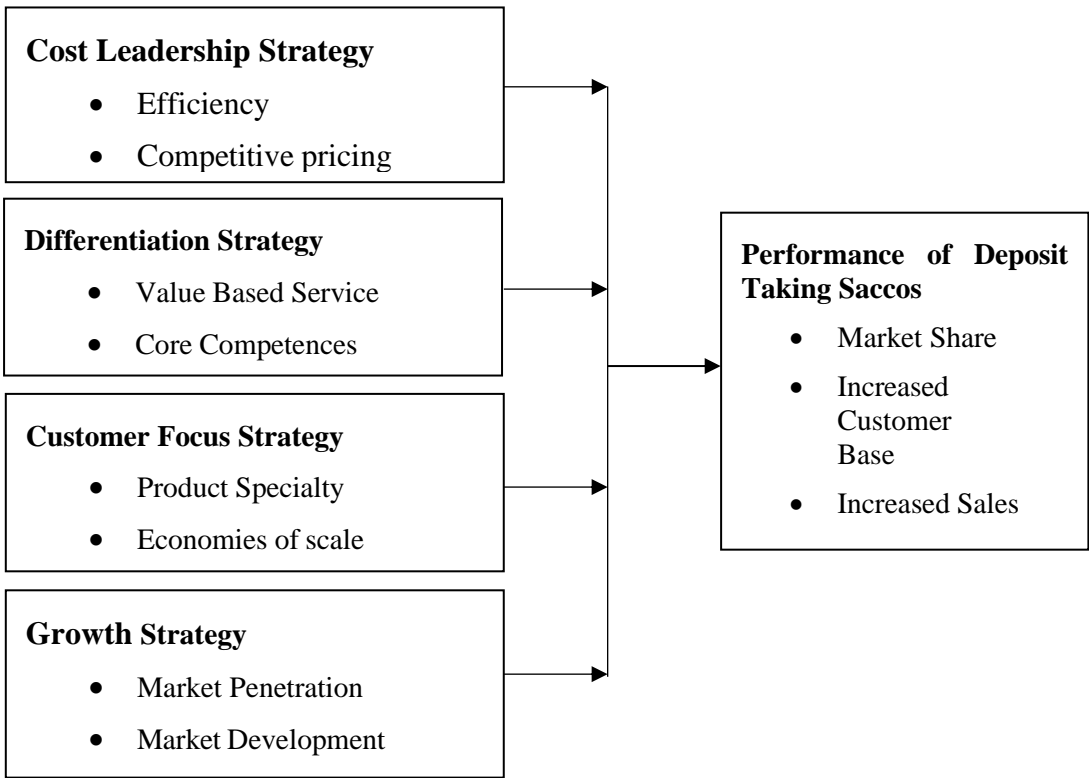 Cost Leadership Strategy
• Efficiency
• Competitive pricing
Differentiation Strategy
• Value Based Service
• Core Competences
Customer Focus Strategy
• Product Specialty
• Economies of scale
Growth Strategy
• Market Penetration
• Market Development
Performance of Deposit
Taking Saccos
• Market Share
• Increased
Customer
Base
• Increased Sales